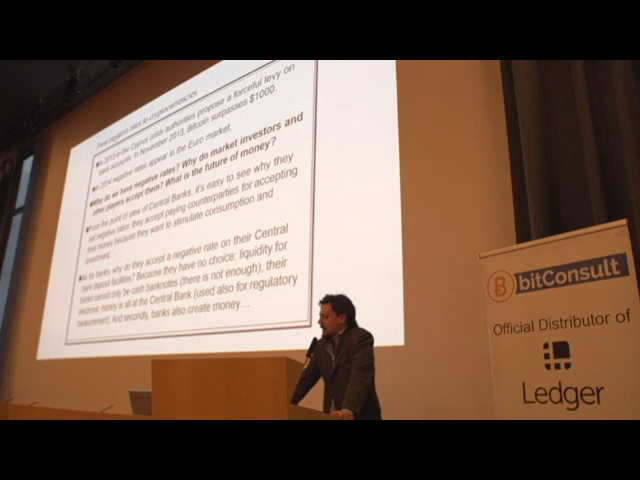 From negative rates to cryptocurrencies
In 2013 in the Cyprus crisis authorities propose a forceful levy on
bank accounts. In November 2013, Bitcoin surpasses $1000.
In 2014 negative rates appear in the Euro market.
Why do we have negative rates? Why do market investors and
other players accept them? What is the future of money?
From the point of view of Central Banks, it's easy to see why they
set negative rates: they accept paying counterparties for accepting
their money because they want to stimulate consumption and
investment.
As for banks, why do they accept a negative rate on their Central
bank deposit facilities? Because they have no choice: liquidity for
banks cannot only be cash banknotes (there is not enough), their
electronic money is all at the Central Bank (used also for regulatory
measurement). And secondly, banks also create money…
bitConsult
Official Distributor of
Ledger